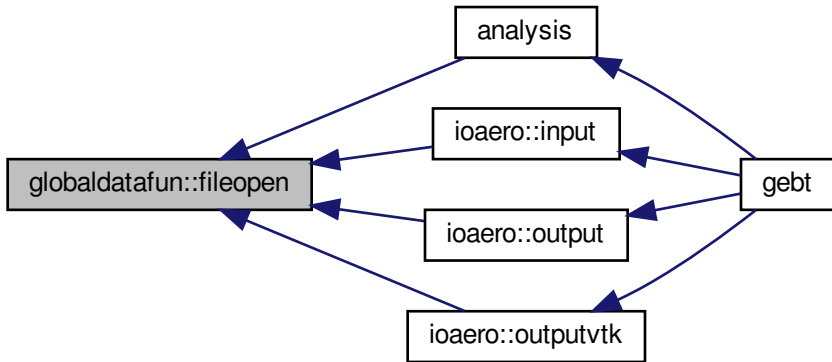 analysis
ioaero::input
globaldatafun::fileopen
gebt
ioaero::output
ioaero::outputvtk